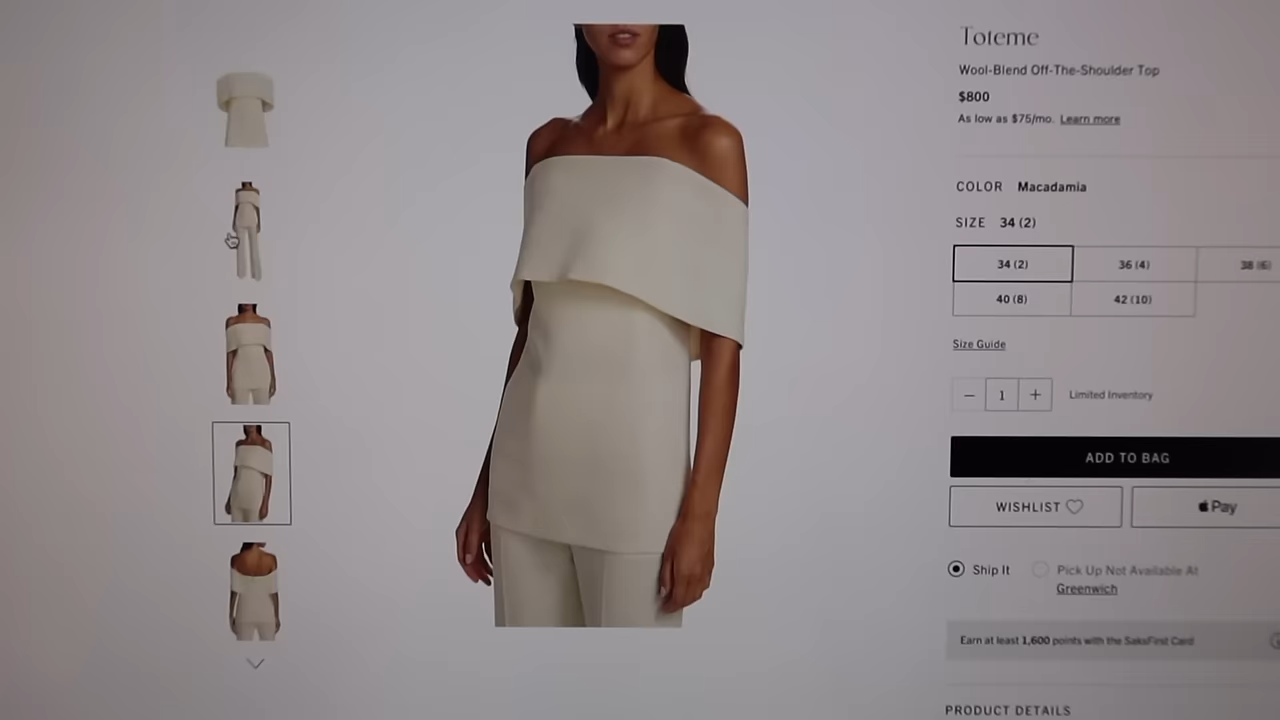 Toteme
Wool-Blend Off-The-Shoulder Top
$800
As low as $75/mo. Learn more
COLOR Macadamia
SIZE 34 (2)
34 (2) 36 (4) 38 (6)
40 (8) 42 (10)
Size Guide
− 1 + Limited Inventory
ADD TO BAG
WISHLIST Pay
Ship It Pick Up Not Available At
Greenwich
Earn at least 1,600 points with the SaksFirst Card
PRODUCT DETAILS